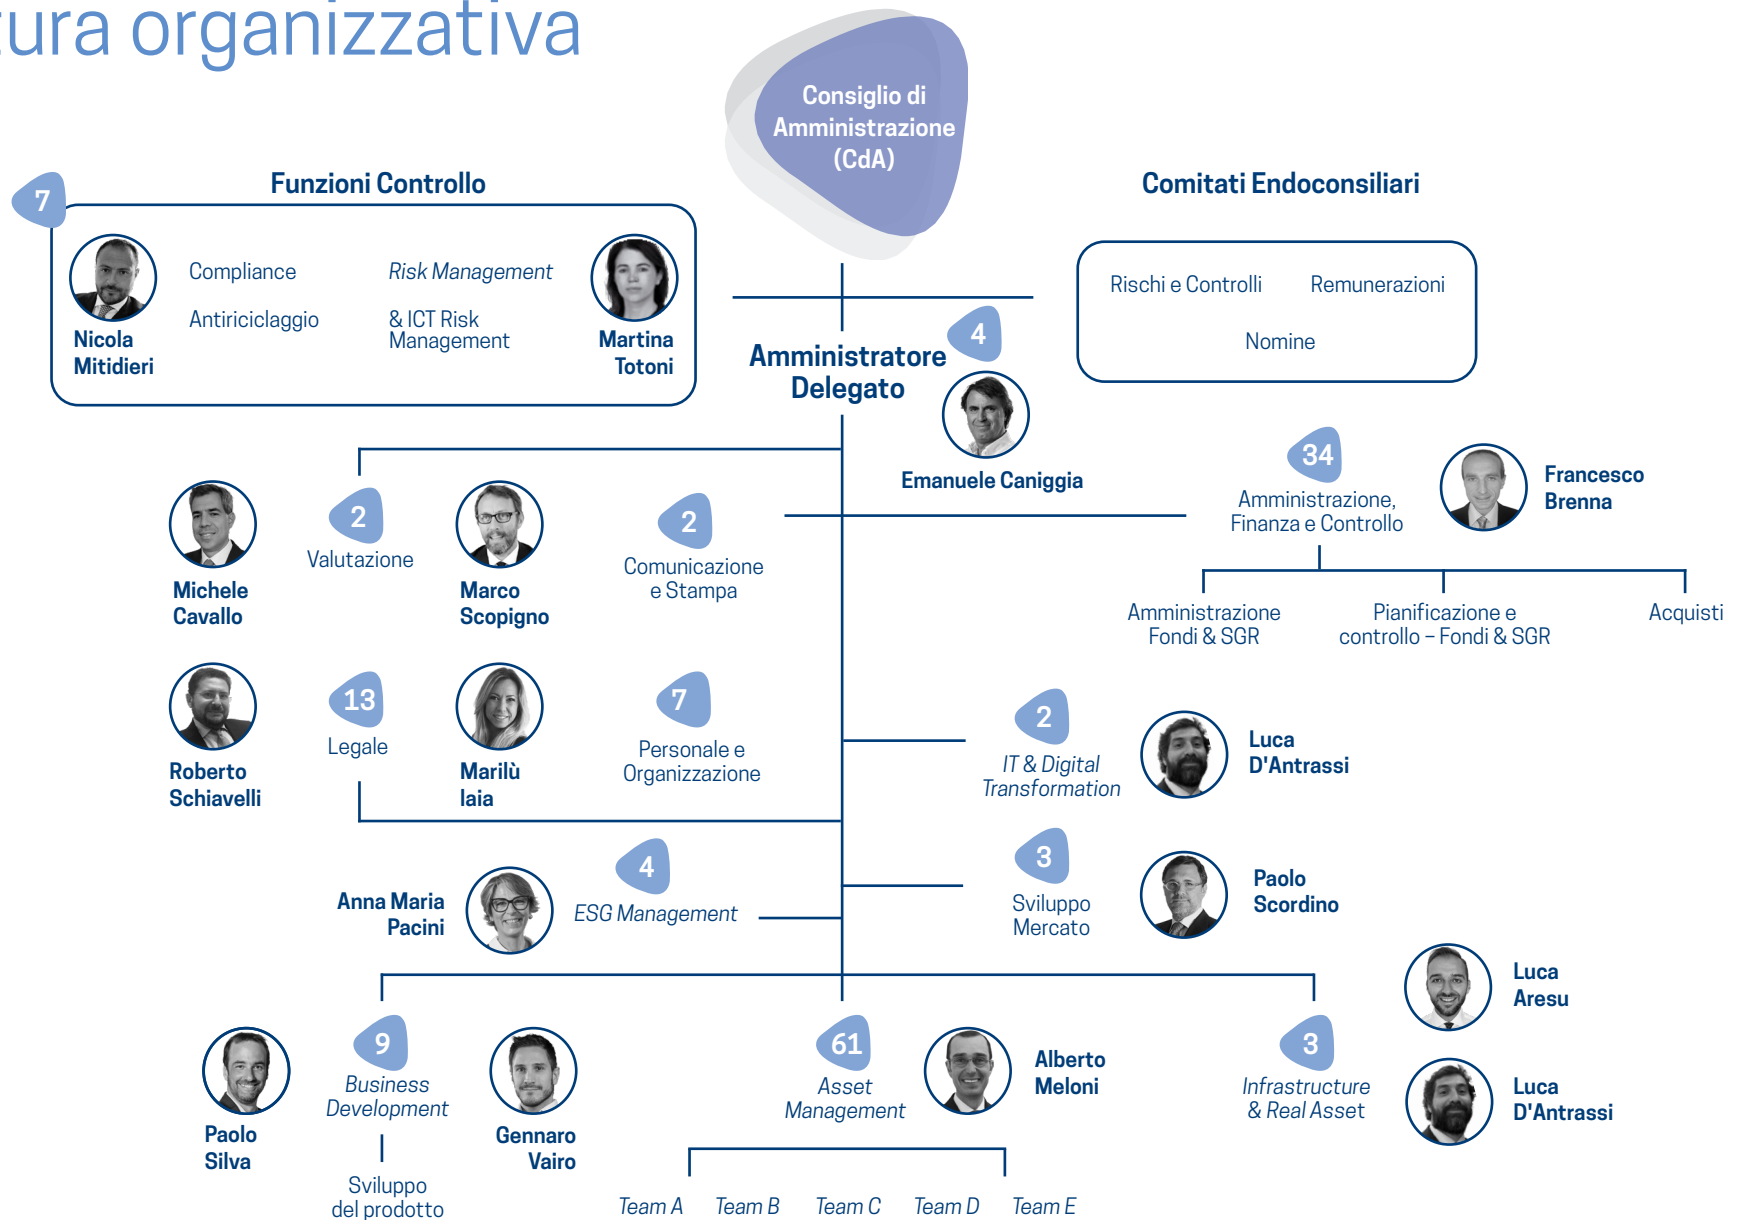 tura organizzativa
Consiglio di
Amministrazione
(CdA)
Funzioni Controllo
7
Nicola
Mitidieri
Compliance
Antiriciclaggio
Risk Management
& ICT Risk
Management
Martina
Totoni
Comitati Endoconsiliari
Rischi e Controlli
Remunerazioni
Nomine
Amministratore
Delegato
4
Emanuele Caniggia
Michele
Cavallo
2
Valutazione
Marco
Scopigno
2
Comunicazione
e Stampa
34
Amministrazione,
Finanza e Controllo
Francesco
Brenna
Amministrazione
Fondi & SGR
Pianificazione e
controllo – Fondi & SGR
Acquisti
Roberto
Schiavelli
13
Legale
Marilù
Iaia
7
Personale e
Organizzazione
2
IT & Digital
Transformation
Luca
D'Antrassi
Anna Maria
Pacini
4
ESG Management
3
Sviluppo
Mercato
Paolo
Scordino
Paolo
Silva
9
Business
Development
Gennaro
Vairo
Sviluppo
del prodotto
61
Asset
Management
Alberto
Meloni
Team A
Team B
Team C
Team D
Team E
3
Infrastructure
& Real Asset
Luca
Aresu
Luca
D'Antrassi